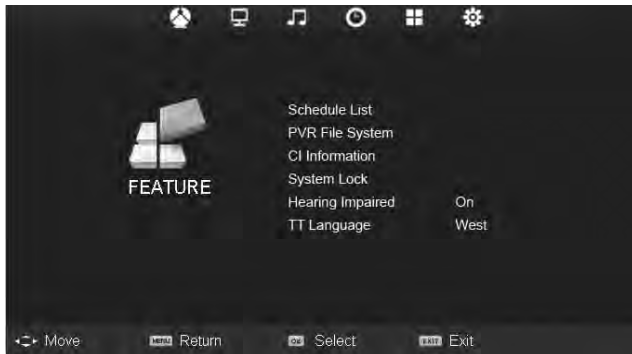 Schedule List
PVR File System
CI Information
System Lock
Hearing Impaired On
TT Language West
FEATURE
Move MENU Return OK Select EXIT Exit